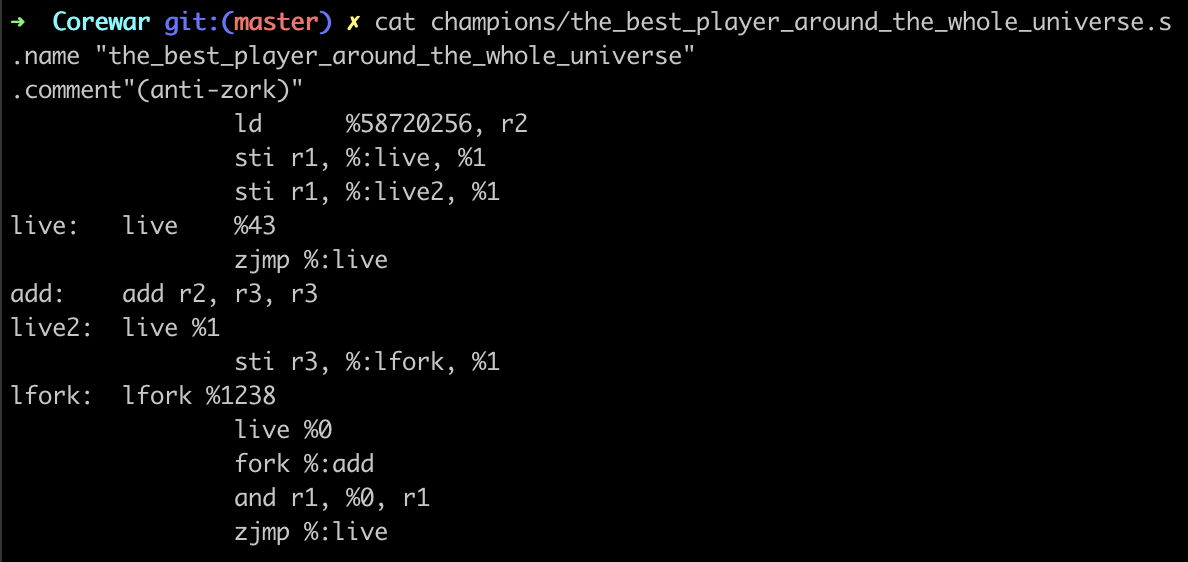 ➜  Corewar git:(master) ✗ cat champions/the_best_player_around_the_whole_universe.s
.name "the_best_player_around_the_whole_universe"
.comment"(anti-zork)"
                ld      %58720256, r2
                sti r1, %:live, %1
                sti r1, %:live2, %1
live:   live    %43
                zjmp %:live
add:    add r2, r3, r3
live2:  live %1
                sti r3, %:lfork, %1
lfork:  lfork %1238
                live %0
                fork %:add
                and r1, %0, r1
                zjmp %:live